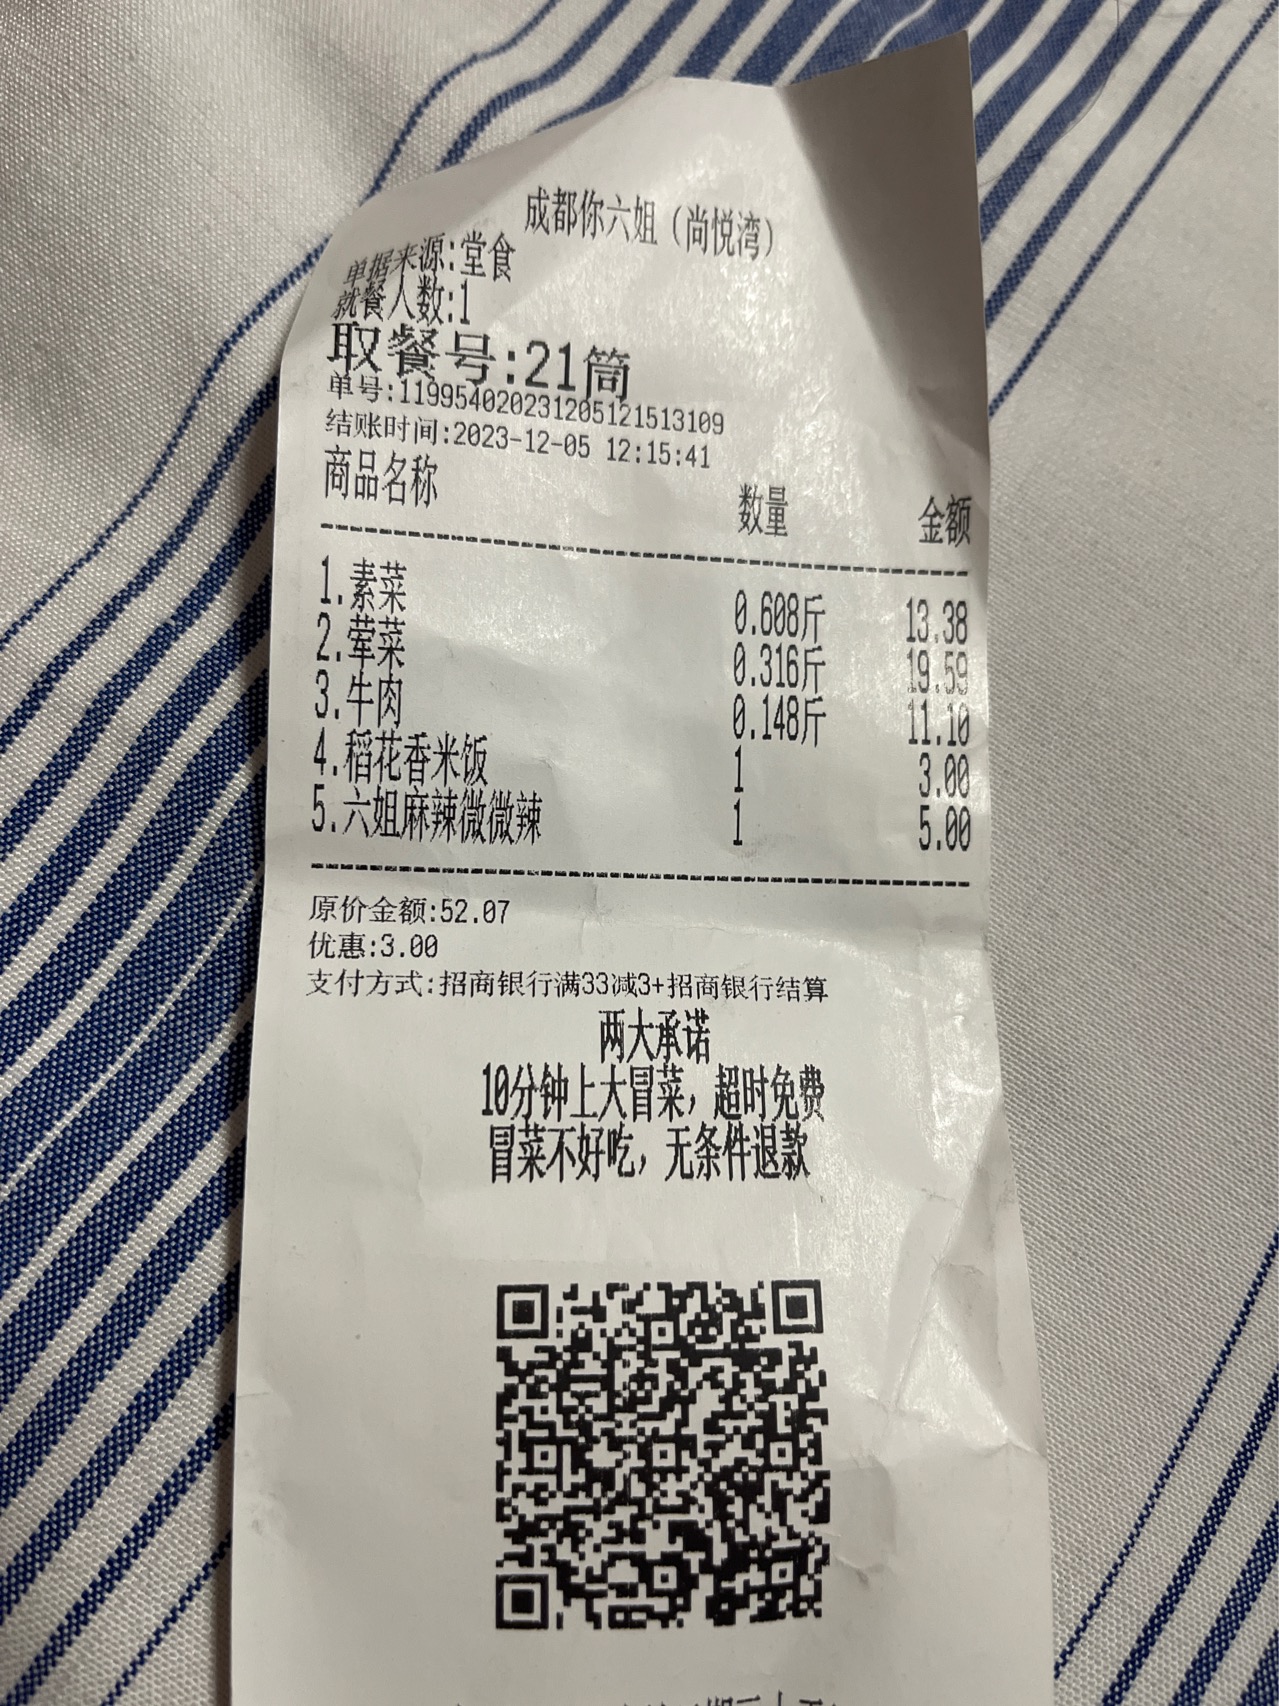 成都你六姐（尚悦湾）
单据来源:堂食
就餐人数:1
取餐号:21筒
单号:119954020231205121513109
结账时间:2023-12-05 12:15:41
商品名称 数量 金额
1.素菜 0.608斤 13.38
2.荤菜 0.316斤 19.59
3.牛肉 0.148斤 11.10
4.稻花香米饭 1 3.00
5.六姐麻辣微微辣 1 5.00
原价金额:52.07
优惠:3.00
支付方式:招商银行满33减3+招商银行结算
两大承诺
10分钟上大冒菜，超时免费
冒菜不好吃，无条件退款